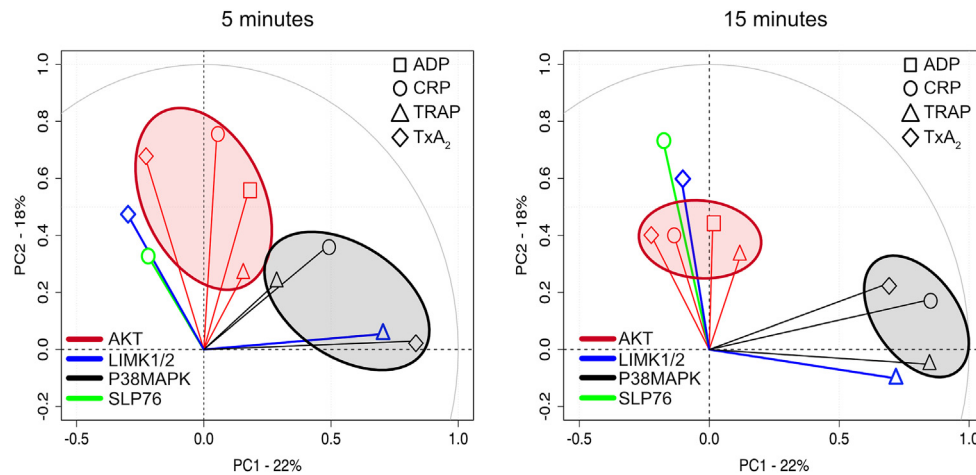 5 minutes
15 minutes
PC2 - 18%
1.0
0.8
0.6
0.4
0.2
0.0
-0.2
ADP
CRP
TRAP
TxA₂
AKT
LIMK1/2
P38MAPK
SLP76
-0.5
0.0
0.5
1.0
PC1 - 22%
PC2 - 18%
1.0
0.8
0.6
0.4
0.2
0.0
-0.2
ADP
CRP
TRAP
TxA₂
AKT
LIMK1/2
P38MAPK
SLP76
-0.5
0.0
0.5
1.0
PC1 - 22%